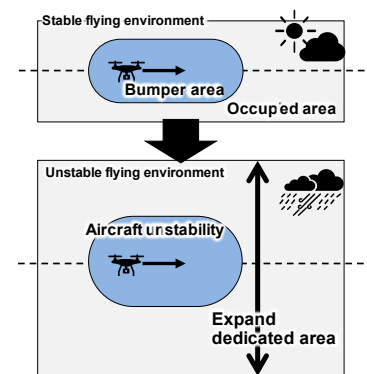 Stable flying environment
Bumper area
Occupied area
Unstable flying environment
Aircraft unstability
Expand
dedicated area